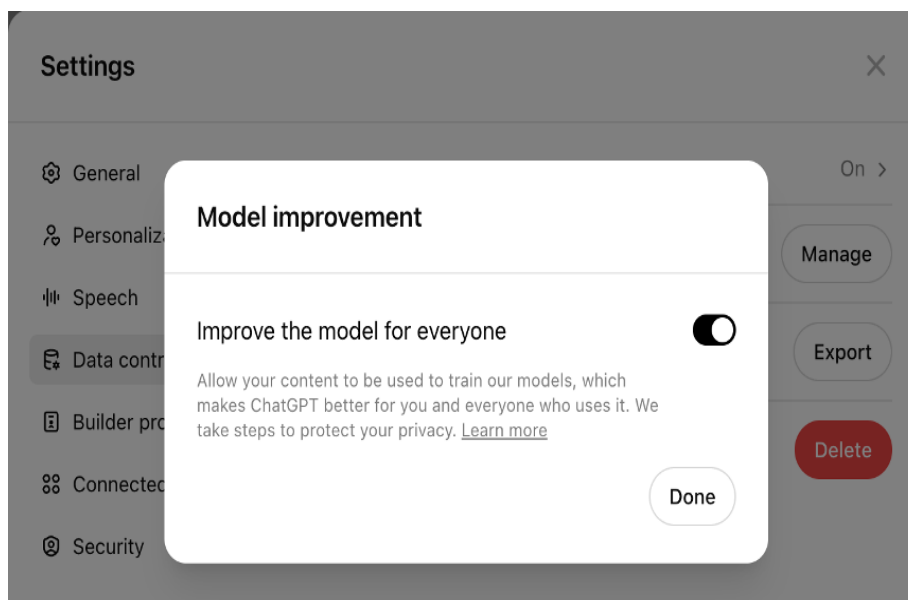 Settings
General
On
Model improvement
Personaliz
Manage
Speech
Improve the model for everyone
Data contr
Export
Allow your content to be used to train our models, which
makes ChatGPT better for you and everyone who uses it. We
take steps to protect your privacy. Learn more
Builder pro
Delete
Connected
Done
Security